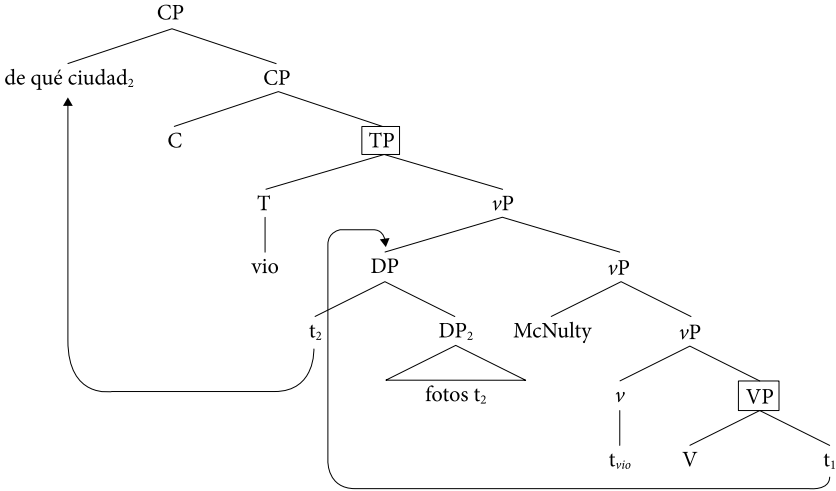 CP
de qué ciudad₂ CP
C TP
T vP
vio DP vP
t₂ DP₂ McNulty vP
fotos t₂ v VP
t_vio V t₁